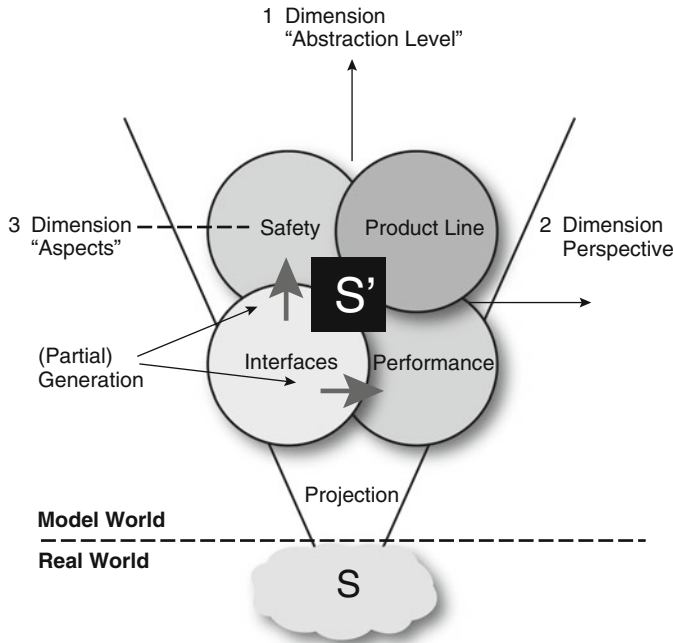 1 Dimension
“Abstraction Level”
Safety
Product Line
3 Dimension
“Aspects”
2 Dimension
Perspective
S’
(Partial)
Generation
Interfaces
Performance
Projection
Model World
Real World
S